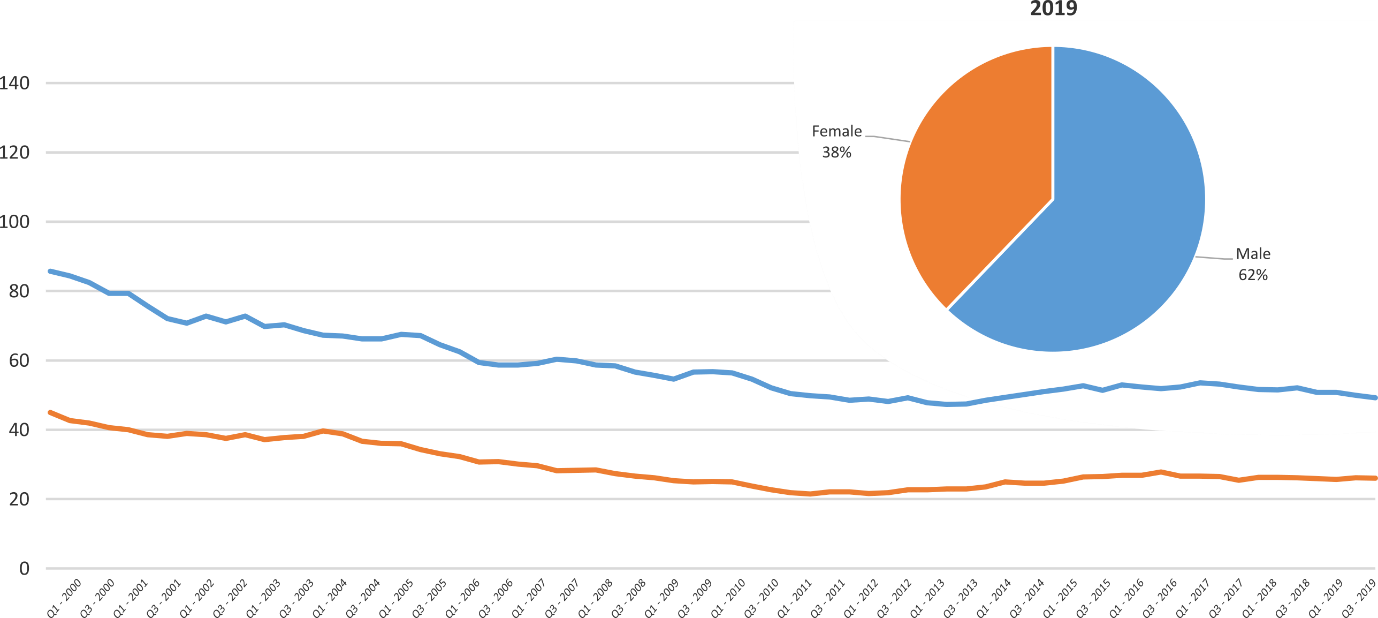 2019
140
120
100
80
60
40
20
0
Female
38%
Male
62%
Q1 - 2000
Q3 - 2000
Q1 - 2001
Q3 - 2001
Q1 - 2002
Q3 - 2002
Q1 - 2003
Q3 - 2003
Q1 - 2004
Q3 - 2004
Q1 - 2005
Q3 - 2005
Q1 - 2006
Q3 - 2006
Q1 - 2007
Q3 - 2007
Q1 - 2008
Q3 - 2008
Q1 - 2009
Q3 - 2009
Q1 - 2010
Q3 - 2010
Q1 - 2011
Q3 - 2011
Q1 - 2012
Q3 - 2012
Q1 - 2013
Q3 - 2013
Q1 - 2014
Q3 - 2014
Q1 - 2015
Q3 - 2015
Q1 - 2016
Q3 - 2016
Q1 - 2017
Q3 - 2017
Q1 - 2018
Q3 - 2018
Q1 - 2019
Q3 - 2019